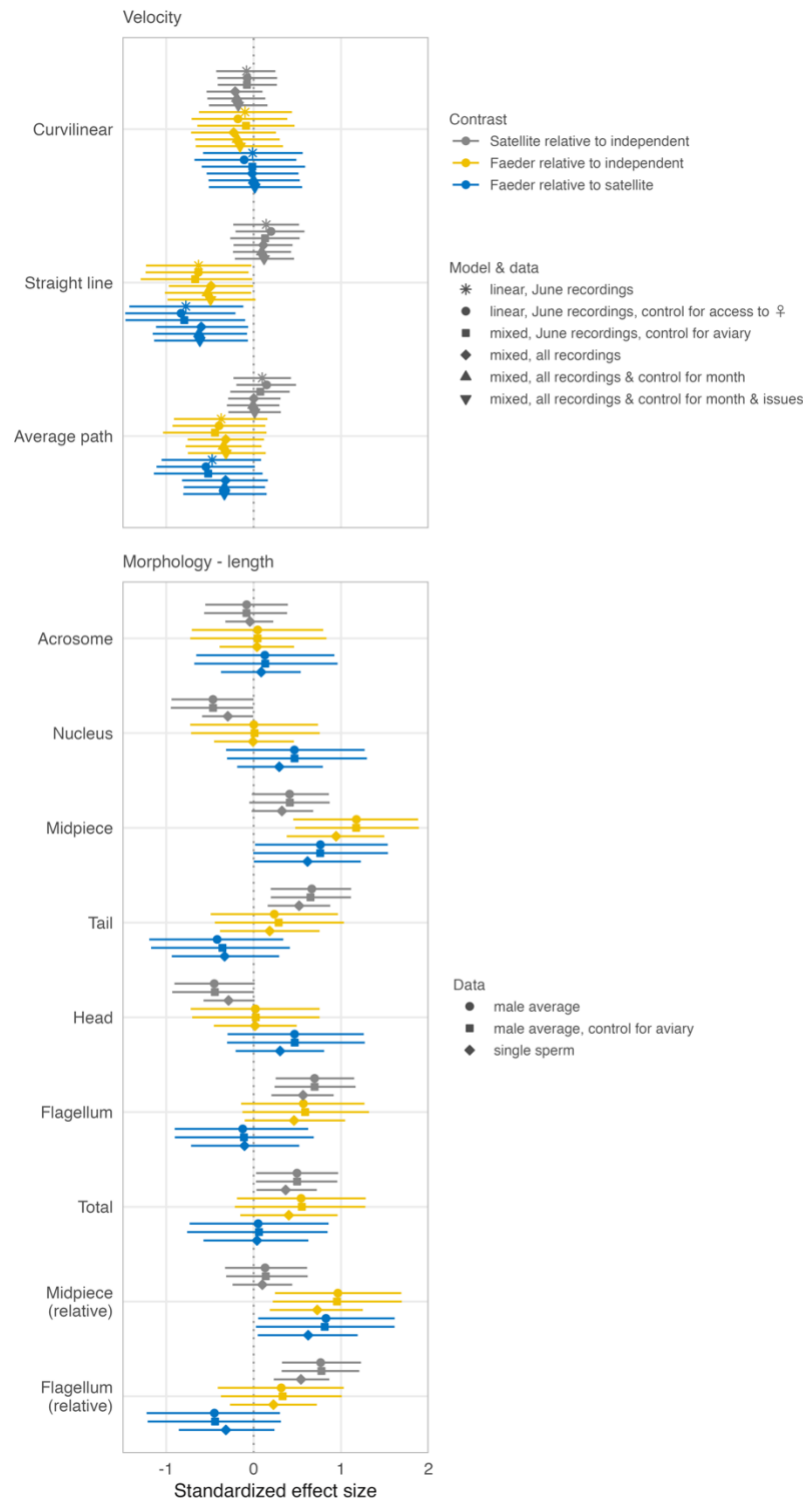 Velocity
Curvilinear
Straight line
Average path
Contrast
Satellite relative to independent
Faeder relative to independent
Faeder relative to satellite
Model & data
linear, June recordings
linear, June recordings, control for access to ♀
mixed, June recordings, control for aviary
mixed, all recordings
mixed, all recordings & control for month
mixed, all recordings & control for month & issues
Morphology - length
Acrosome
Nucleus
Midpiece
Tail
Head
Flagellum
Total
Midpiece
(relative)
Flagellum
(relative)
Data
male average
male average, control for aviary
single sperm
-1 0 1 2
Standardized effect size